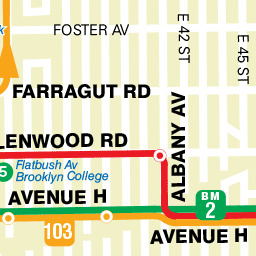 FOSTER AV
E 42 ST
E 45 ST
FARRAGUT RD
ALBANY AV
LENWOOD RD
5
Flatbush Av
Brooklyn College
BM
2
AVENUE H
103
AVENUE H